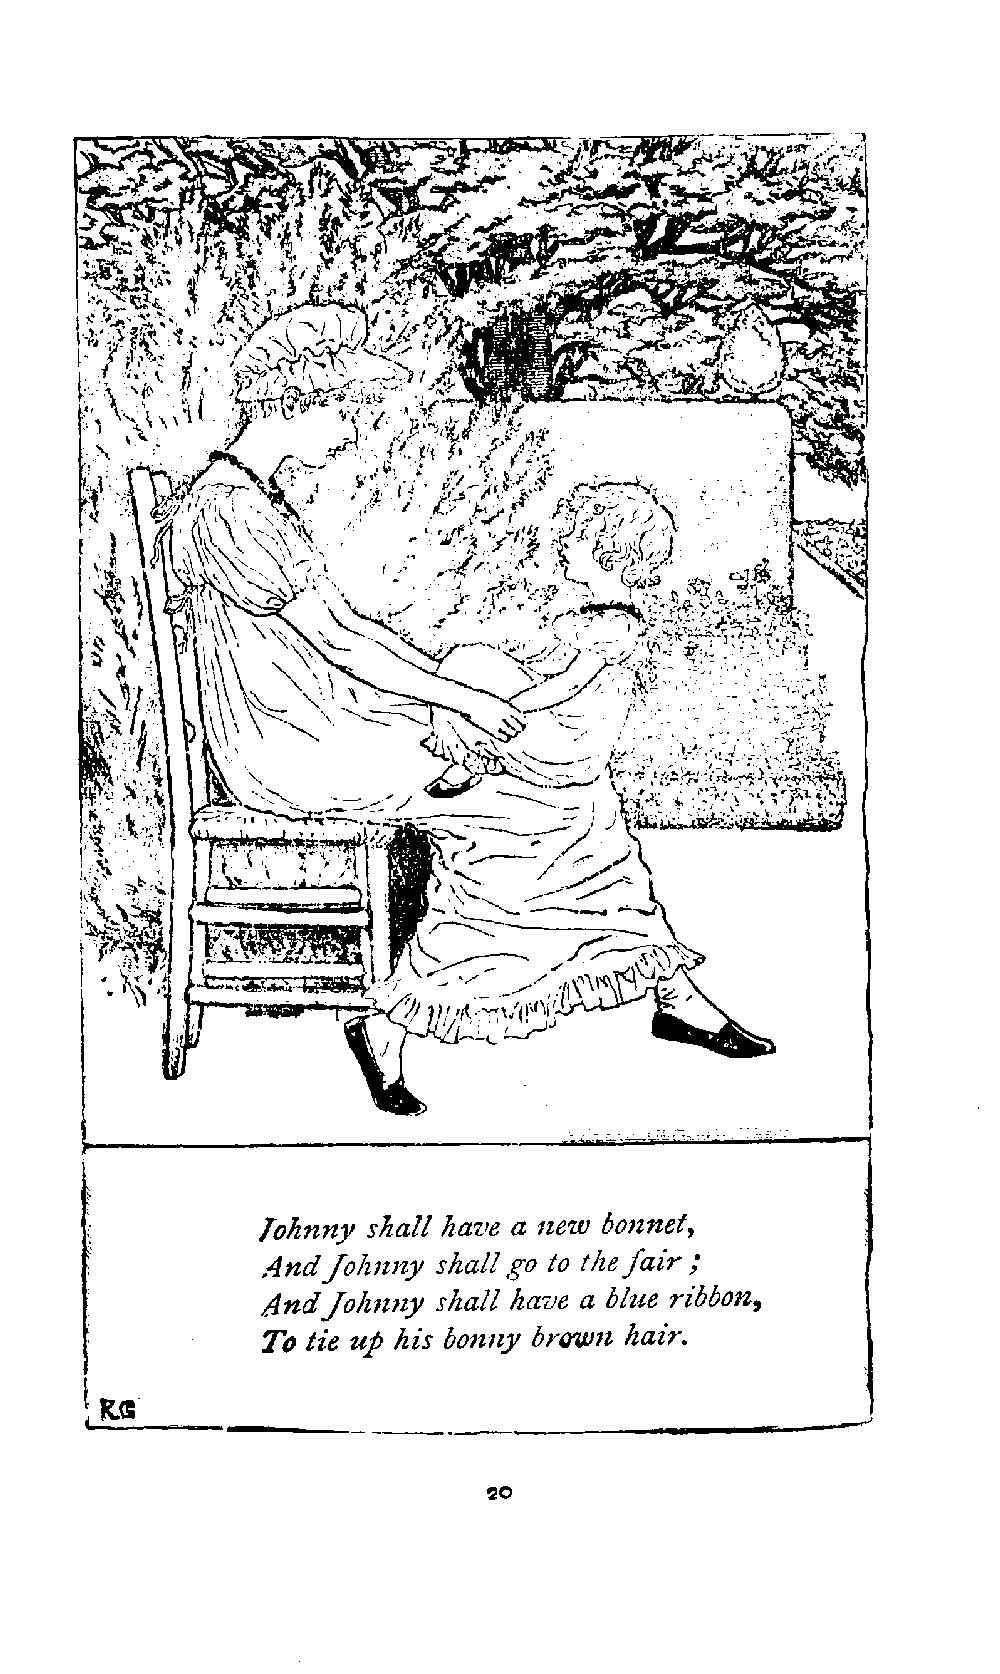 Johnny shall have a new bonnet,
And Johnny shall go to the fair ;
And Johnny shall have a blue ribbon,
To tie up his bonny brown hair.
KG
20